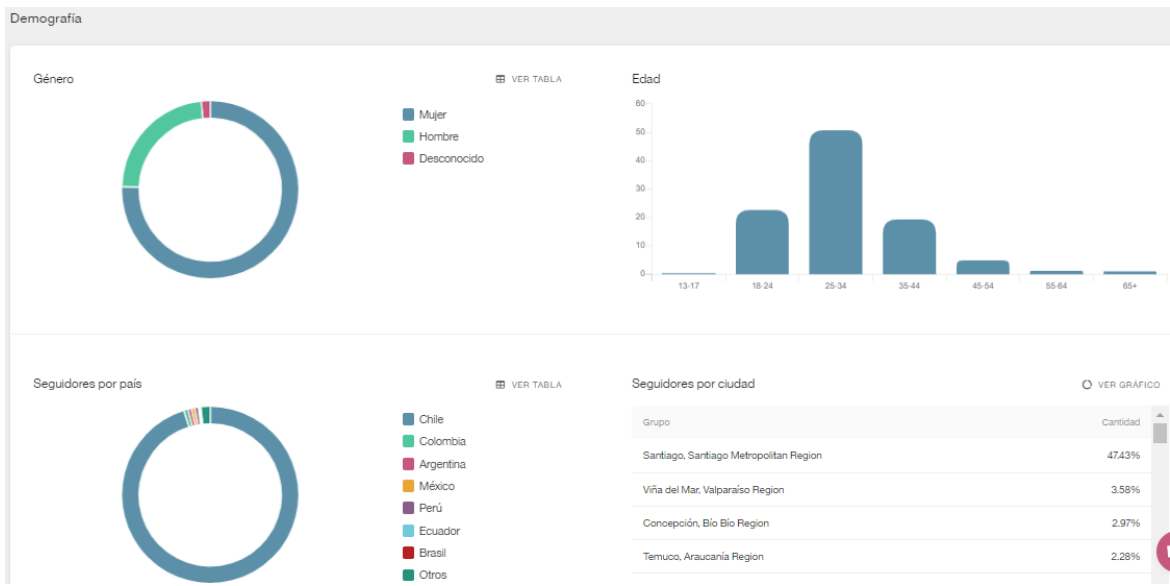 Demografía
Género
VER TABLA
Mujer
Hombre
Desconocido
Edad
60
50
40
30
20
10
0
13-17
18-24
25-34
35-44
45-54
55-64
65+
Seguidores por país
VER TABLA
Chile
Colombia
Argentina
México
Perú
Ecuador
Brasil
Otros
Seguidores por ciudad
VER GRÁFICO
Grupo Cantidad
Santiago, Santiago Metropolitan Region 47.43%
Viña del Mar, Valparaíso Region 3.58%
Concepción, Bío Bío Region 2.97%
Temuco, Araucanía Region 2.28%